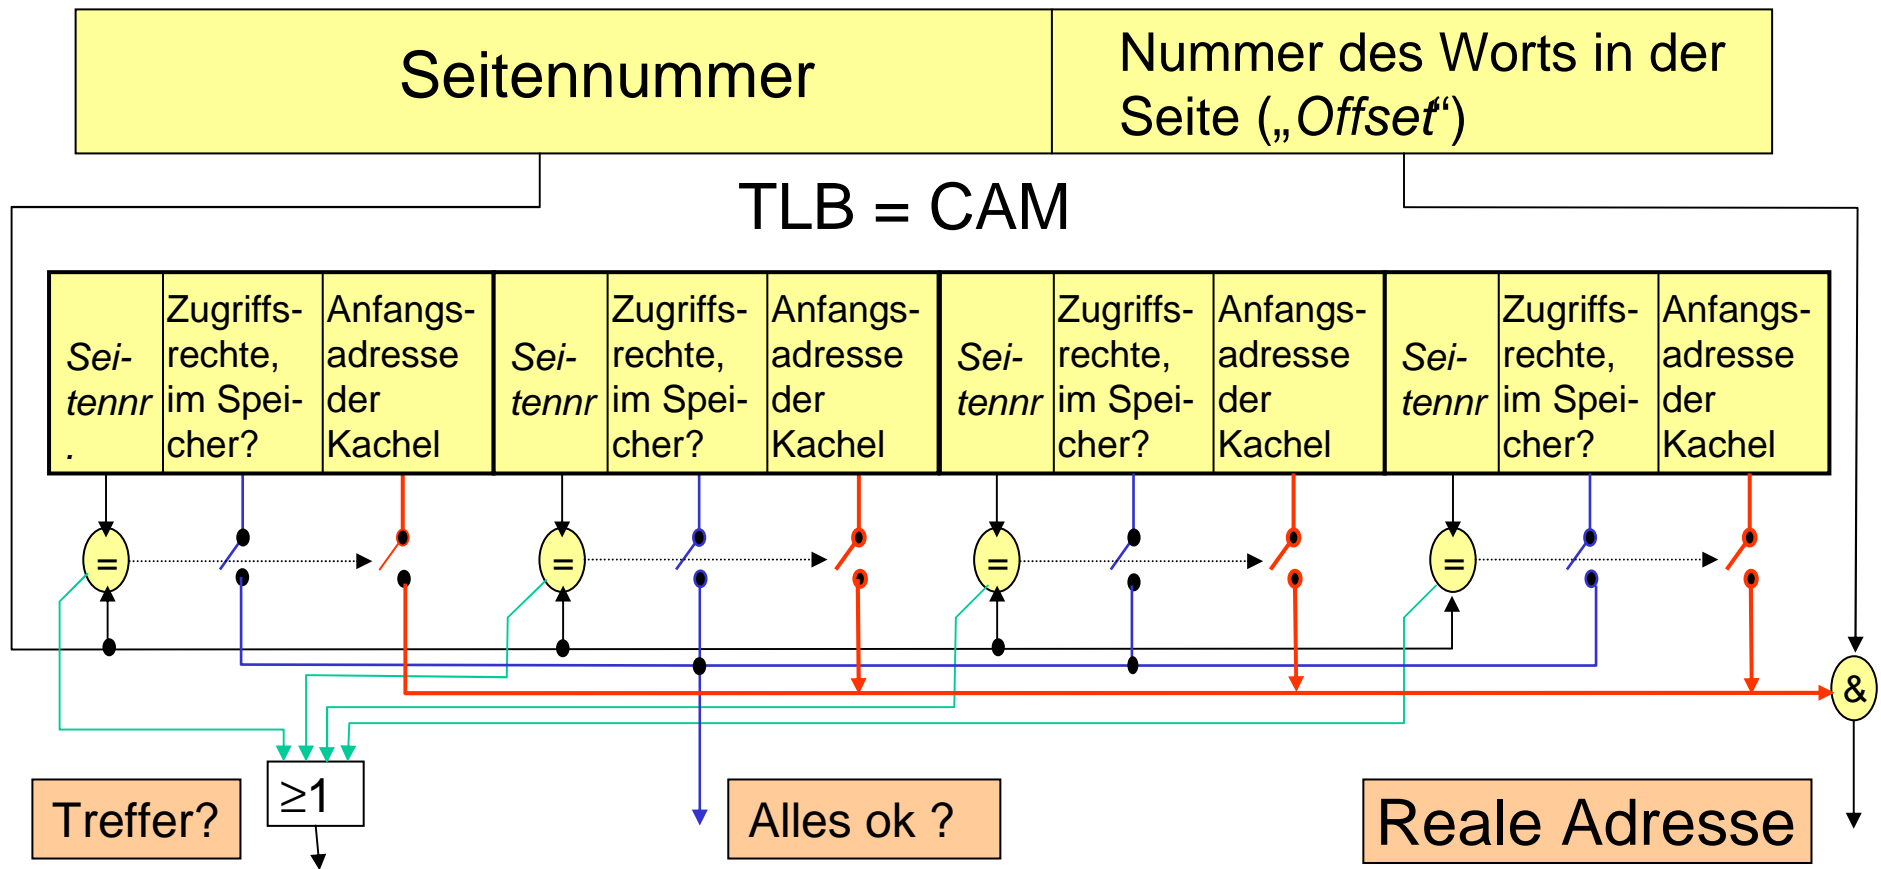 Seitennummer
Nummer des Worts in der
Seite („Offset“)
TLB = CAM
Sei-
tennr
.
Zugriffs-
rechte,
im Spei-
cher?
Anfangs-
adresse
der
Kachel
Sei-
tennr
Zugriffs-
rechte,
im Spei-
cher?
Anfangs-
adresse
der
Kachel
Sei-
tennr
Zugriffs-
rechte,
im Spei-
cher?
Anfangs-
adresse
der
Kachel
Sei-
tennr
Zugriffs-
rechte,
im Spei-
cher?
Anfangs-
adresse
der
Kachel
=
=
=
=
&
≥1
Treffer?
Alles ok ?
Reale Adresse